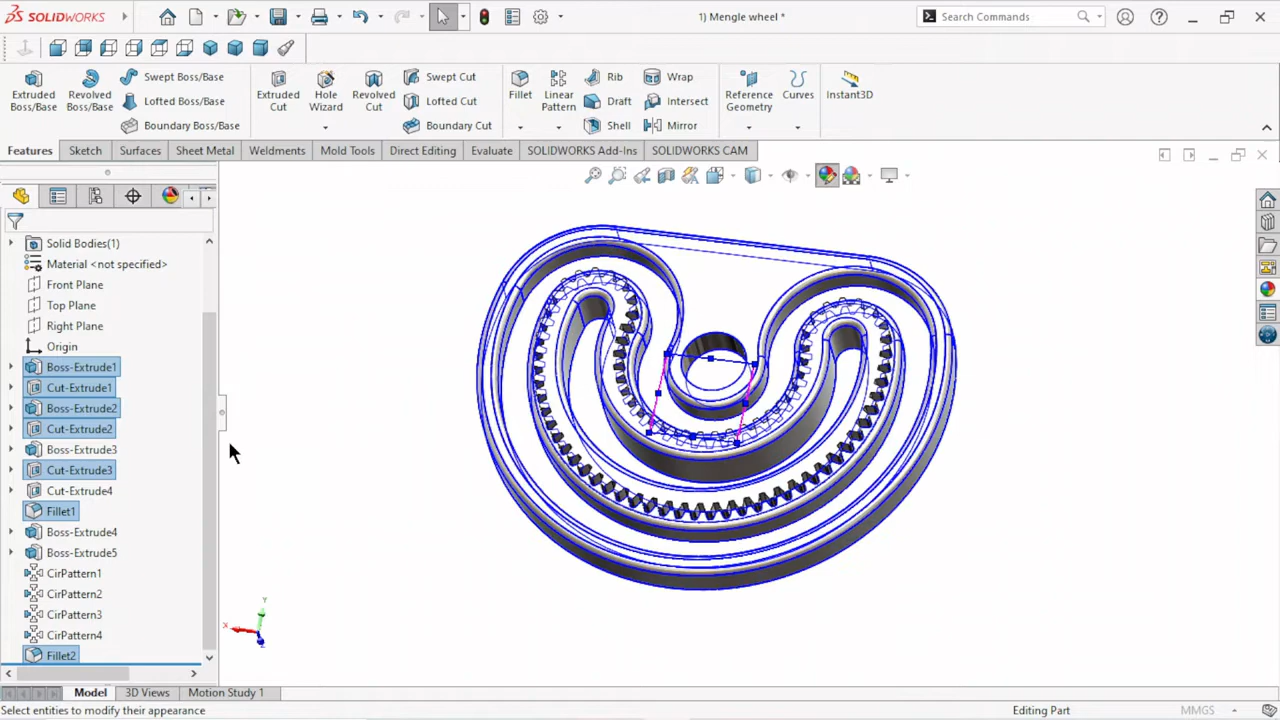 SOLIDWORKS
1) Mengle wheel *
Search Commands
Extruded Boss/Base
Revolved Boss/Base
Swept Boss/Base
Lofted Boss/Base
Boundary Boss/Base
Extruded Cut
Hole Wizard
Revolved Cut
Swept Cut
Lofted Cut
Boundary Cut
Fillet
Linear Pattern
Rib
Draft
Shell
Wrap
Intersect
Mirror
Reference Geometry
Curves
Instant3D
Features
Sketch
Surfaces
Sheet Metal
Weldments
Mold Tools
Direct Editing
Evaluate
SOLIDWORKS Add-Ins
SOLIDWORKS CAM
Solid Bodies(1)
Material <not specified>
Front Plane
Top Plane
Right Plane
Origin
Boss-Extrude1
Cut-Extrude1
Boss-Extrude2
Cut-Extrude2
Boss-Extrude3
Cut-Extrude3
Cut-Extrude4
Fillet1
Boss-Extrude4
Boss-Extrude5
CirPattern1
CirPattern2
CirPattern3
CirPattern4
Fillet2
Y
X
Z
Model
3D Views
Motion Study 1
Select entities to modify their appearance
Editing Part
MMGS